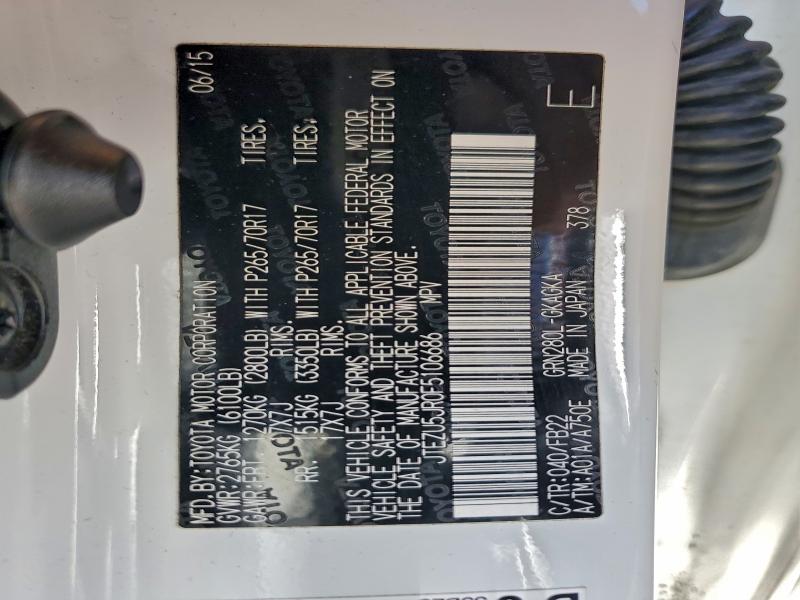 MFD.BY:TOYOTA MOTOR CORPORATION 06/15
GVWR:2765KG (6100LB)
GAWR:FRT 1270KG (2800LB) WITH P265/70R17 TIRES.
17X7J RIMS.
RR: 1515KG (3350LB) WITH P265/70R17 TIRES:
17X7J RIMS.
THIS VEHICLE CONFORMS TO ALL APPLICABLE FEDERAL MOTOR
VEHICLE SAFETY AND THEFT PREVENTION STANDARDS IN EFFECT ON
THE DATE OF MANUFACTURE SHOWN ABOVE.
JTEZU5JR0F5106686 MPV
C/TR:040/FB22 GRN280L-GKAGKA
A/TM:A01A/A750E MADE IN JAPAN 378 E